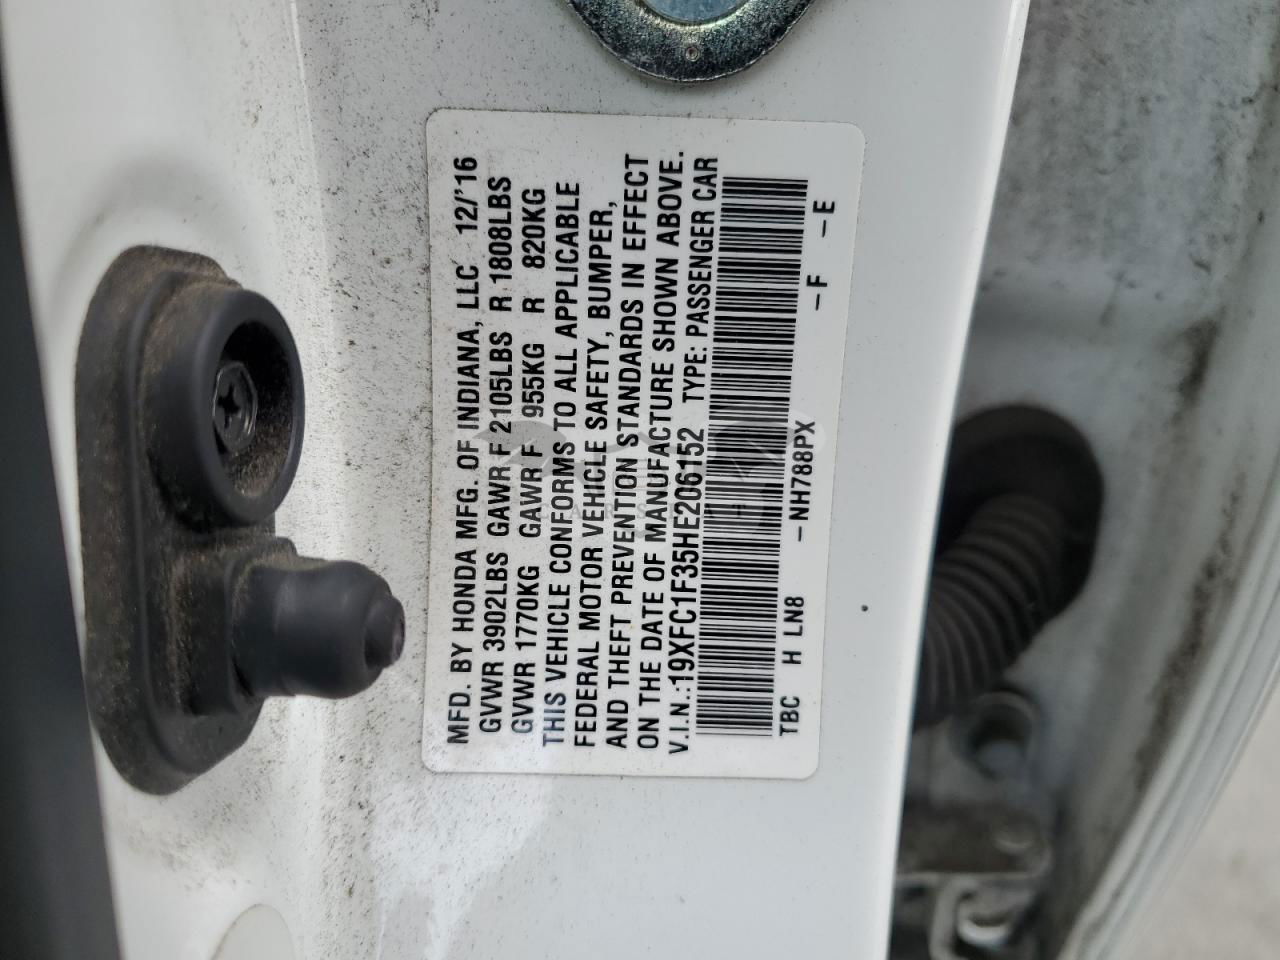 MFD. BY HONDA MFG. OF INDIANA, LLC 12/'16
GVWR 3902LBS GAWR F 2105LBS R 1808LBS
GVWR 1770KG GAWR F 955KG R 820KG
THIS VEHICLE CONFORMS TO ALL APPLICABLE
FEDERAL MOTOR VEHICLE SAFETY, BUMPER,
AND THEFT PREVENTION STANDARDS IN EFFECT
ON THE DATE OF MANUFACTURE SHOWN ABOVE.
V.I.N.:19XFC1F35HE206152 TYPE: PASSENGER CAR
TBC H LN8 –NH788PX –F –E